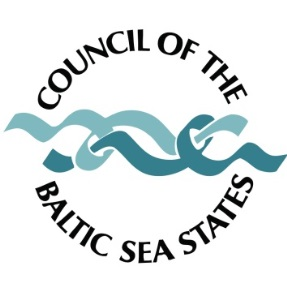 COUNCIL OF THE
BALTIC SEA STATES